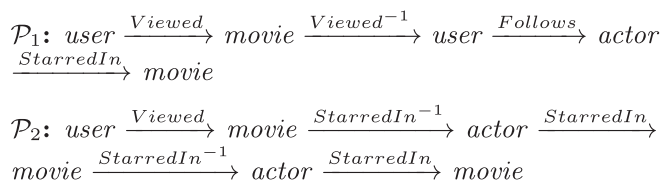 𝒫₁: user —Viewed→ movie —Viewed⁻¹→ user —Follows→ actor
—StarredIn→ movie
𝒫₂: user —Viewed→ movie —StarredIn⁻¹→ actor —StarredIn→
movie —StarredIn⁻¹→ actor —StarredIn→ movie